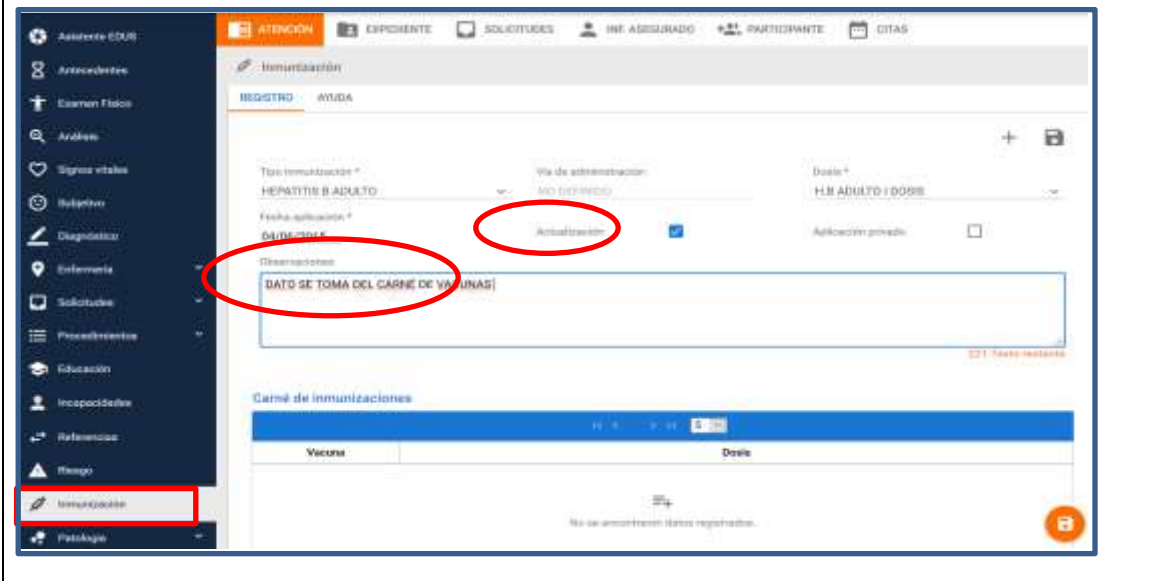 Asistente EDUS
Antecedentes
Examen Físico
Análisis
Signos vitales
Subjetivo
Diagnóstico
Enfermería
Solicitudes
Procedimientos
Educación
Incapacidades
Referencias
Riesgo
Inmunización
Patología
ATENCIÓN EXPEDIENTE SOLICITUDES INF. ASEGURADO PARTICIPANTE CITAS
Inmunización
REGISTRO AYUDA
Tipo inmunización * Vía de administración Dosis *
HEPATITIS B ADULTO NO DEFINIDO H.B ADULTO I DOSIS
Fecha aplicación * Actualización Aplicación privado
Observaciones
DATO SE TOMA DEL CARNÉ DE VACUNAS
221 Texto restante
Carné de inmunizaciones
5
Vacuna Dosis
No se encontraron datos registrados.